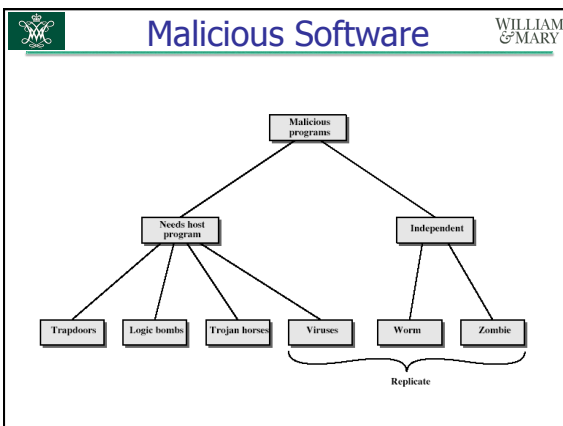 Malicious Software
WILLIAM
& MARY
Malicious
programs
Needs host
program
Independent
Trapdoors
Logic bombs
Trojan horses
Viruses
Worm
Zombie
Replicate